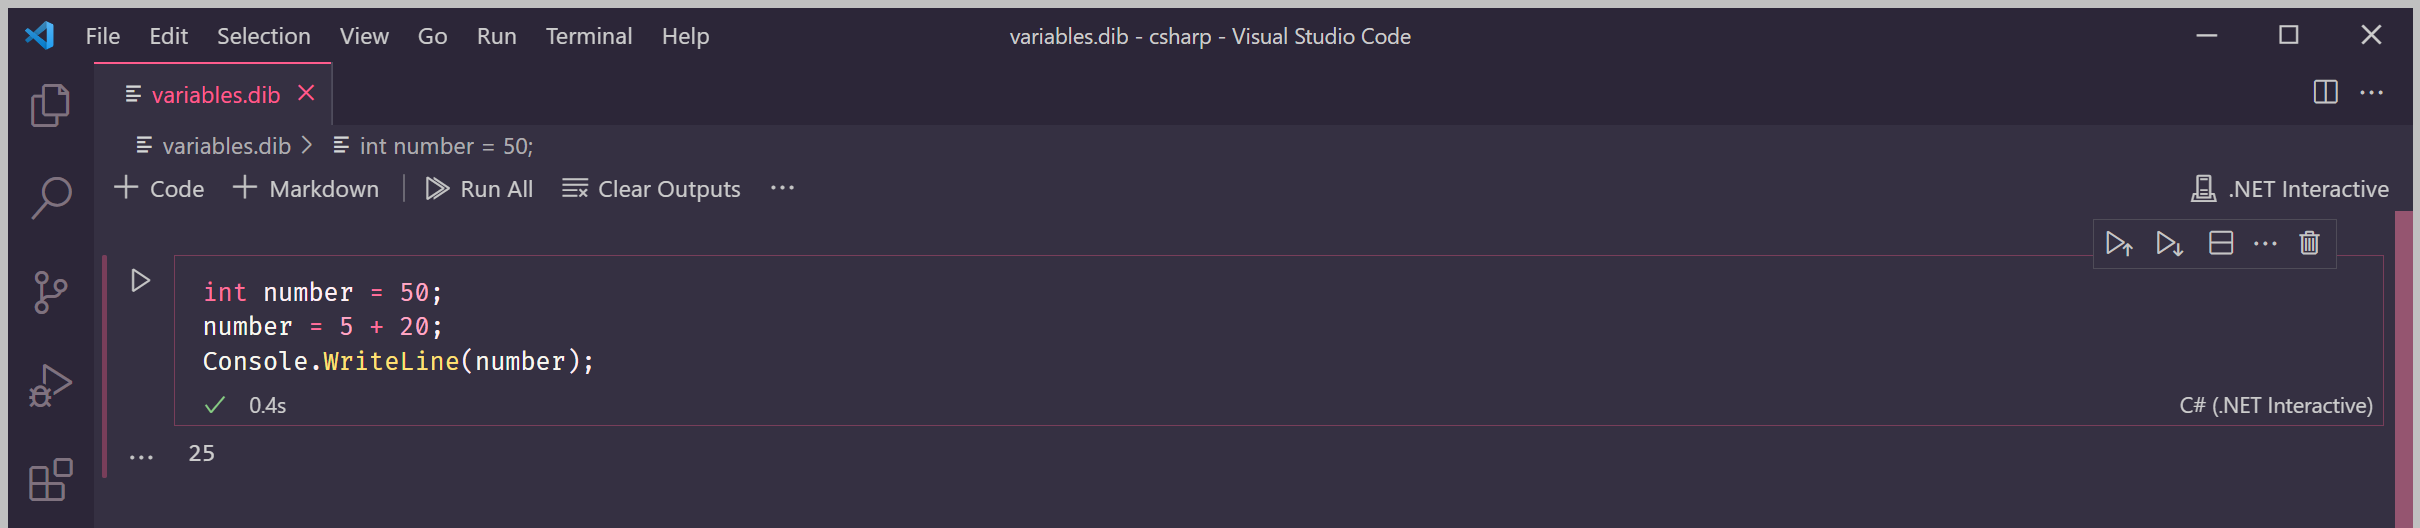 File Edit Selection View Go Run Terminal Help variables.dib - csharp - Visual Studio Code
variables.dib
variables.dib > int number = 50;
+ Code + Markdown Run All Clear Outputs ... .NET Interactive
int number = 50;
number = 5 + 20;
Console.WriteLine(number);
0.4s C# (.NET Interactive)
... 25